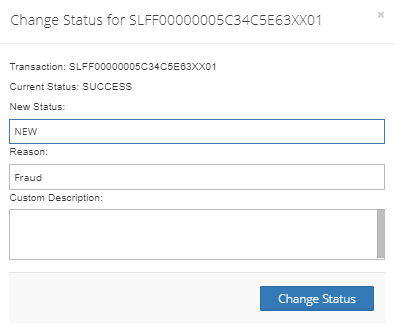 Change Status for SLFF00000005C34C5E63XX01
×
Transaction: SLFF00000005C34C5E63XX01
Current Status: SUCCESS
New Status:
NEW
Reason:
Fraud
Custom Description:
Change Status